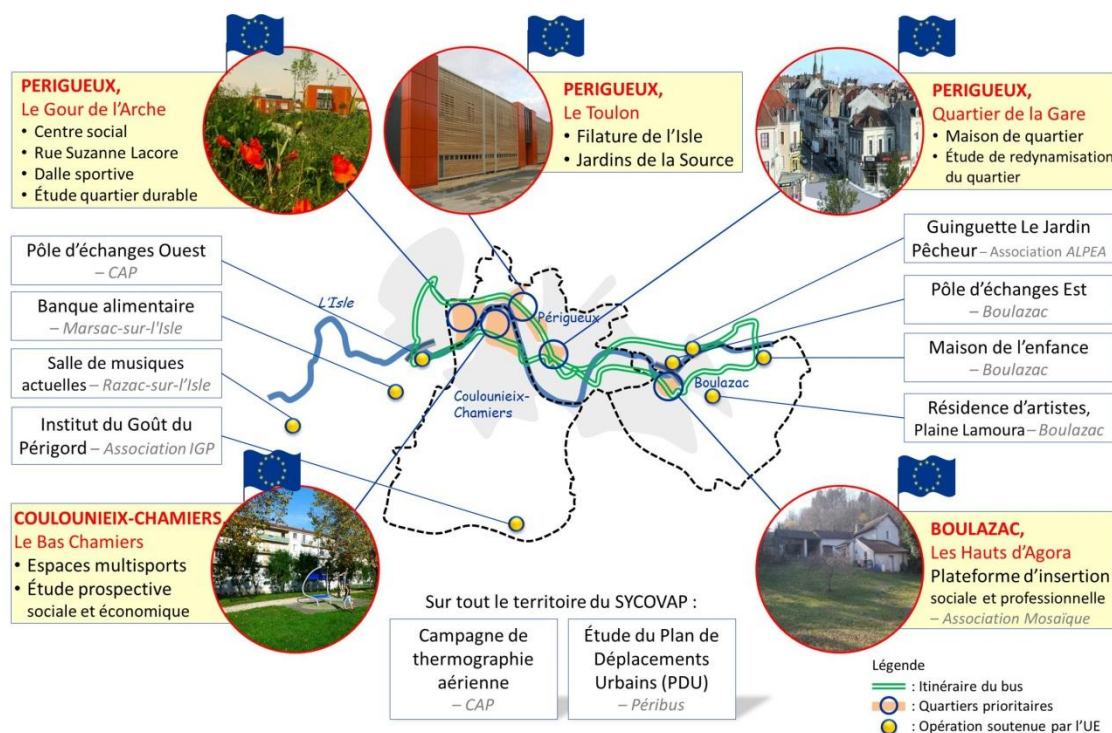 PERIGUEUX,
Le Gour de l'Arche
• Centre social
• Rue Suzanne Lacore
• Dalle sportive
• Étude quartier durable
PERIGUEUX,
Le Toulon
• Filature de l'Isle
• Jardins de la Source
PERIGUEUX,
Quartier de la Gare
• Maison de quartier
• Étude de redynamisation
du quartier
Pôle d'échanges Ouest
– CAP
Banque alimentaire
– Marsac-sur-l'Isle
Salle de musiques
actuelles – Razac-sur-l'Isle
Institut du Goût du
Périgord – Association IGP
L'Isle
Périgueux
Coulounieix-
Chamiers
Boulazac
Guinguette Le Jardin
Pêcheur – Association ALPEA
Pôle d'échanges Est
– Boulazac
Maison de l'enfance
– Boulazac
Résidence d'artistes,
Plaine Lamoura – Boulazac
COULOUNIEIX-CHAMIERS,
Le Bas Chamiers
• Espaces multisports
• Étude prospective
sociale et économique
Sur tout le territoire du SYCOVAP :
Campagne de
thermographie
aérienne
– CAP
Étude du Plan de
Déplacements
Urbains (PDU)
– Péribus
BOULAZAC,
Les Hauts d'Agora
Plateforme d'insertion
sociale et professionnelle
– Association Mosaïque
Légende
: Itinéraire du bus
: Quartiers prioritaires
: Opération soutenue par l'UE